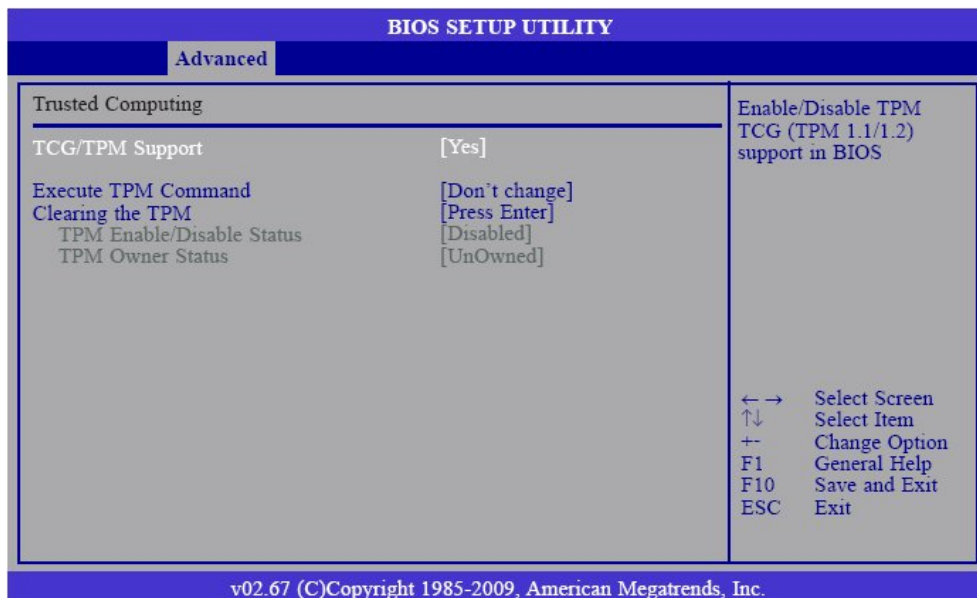 BIOS SETUP UTILITY
Advanced
Trusted Computing
TCG/TPM Support [Yes]
Execute TPM Command [Don't change]
Clearing the TPM [Press Enter]
TPM Enable/Disable Status [Disabled]
TPM Owner Status [UnOwned]
Enable/Disable TPM
TCG (TPM 1.1/1.2)
support in BIOS
←→ Select Screen
↑↓ Select Item
+- Change Option
F1 General Help
F10 Save and Exit
ESC Exit
v02.67 (C)Copyright 1985-2009, American Megatrends, Inc.